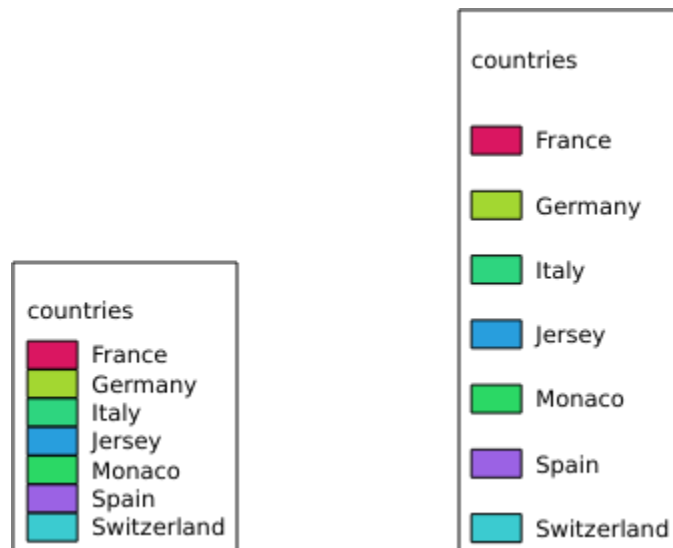 countries
France
Germany
Italy
Jersey
Monaco
Spain
Switzerland
countries
France
Germany
Italy
Jersey
Monaco
Spain
Switzerland